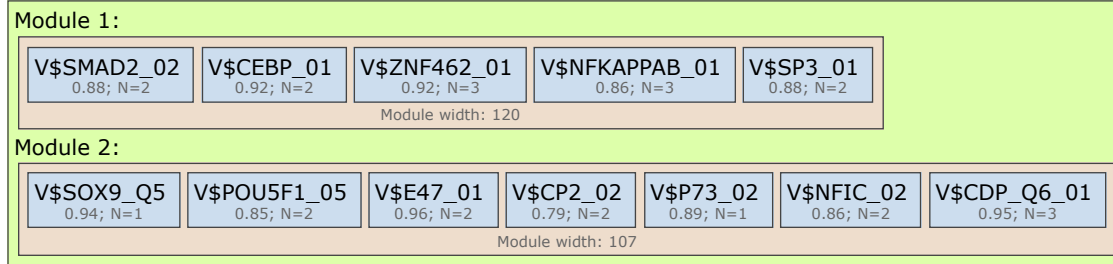 Module 1:
V$SMAD2_02 V$CEBP_01 V$ZNF462_01 V$NFKAPPAB_01 V$SP3_01
0.88; N=2 0.92; N=2 0.92; N=3 0.86; N=3 0.88; N=2
Module width: 120
Module 2:
V$SOX9_Q5 V$POU5F1_05 V$E47_01 V$CP2_02 V$P73_02 V$NFIC_02 V$CDP_Q6_01
0.94; N=1 0.85; N=2 0.96; N=2 0.79; N=2 0.89; N=1 0.86; N=2 0.95; N=3
Module width: 107